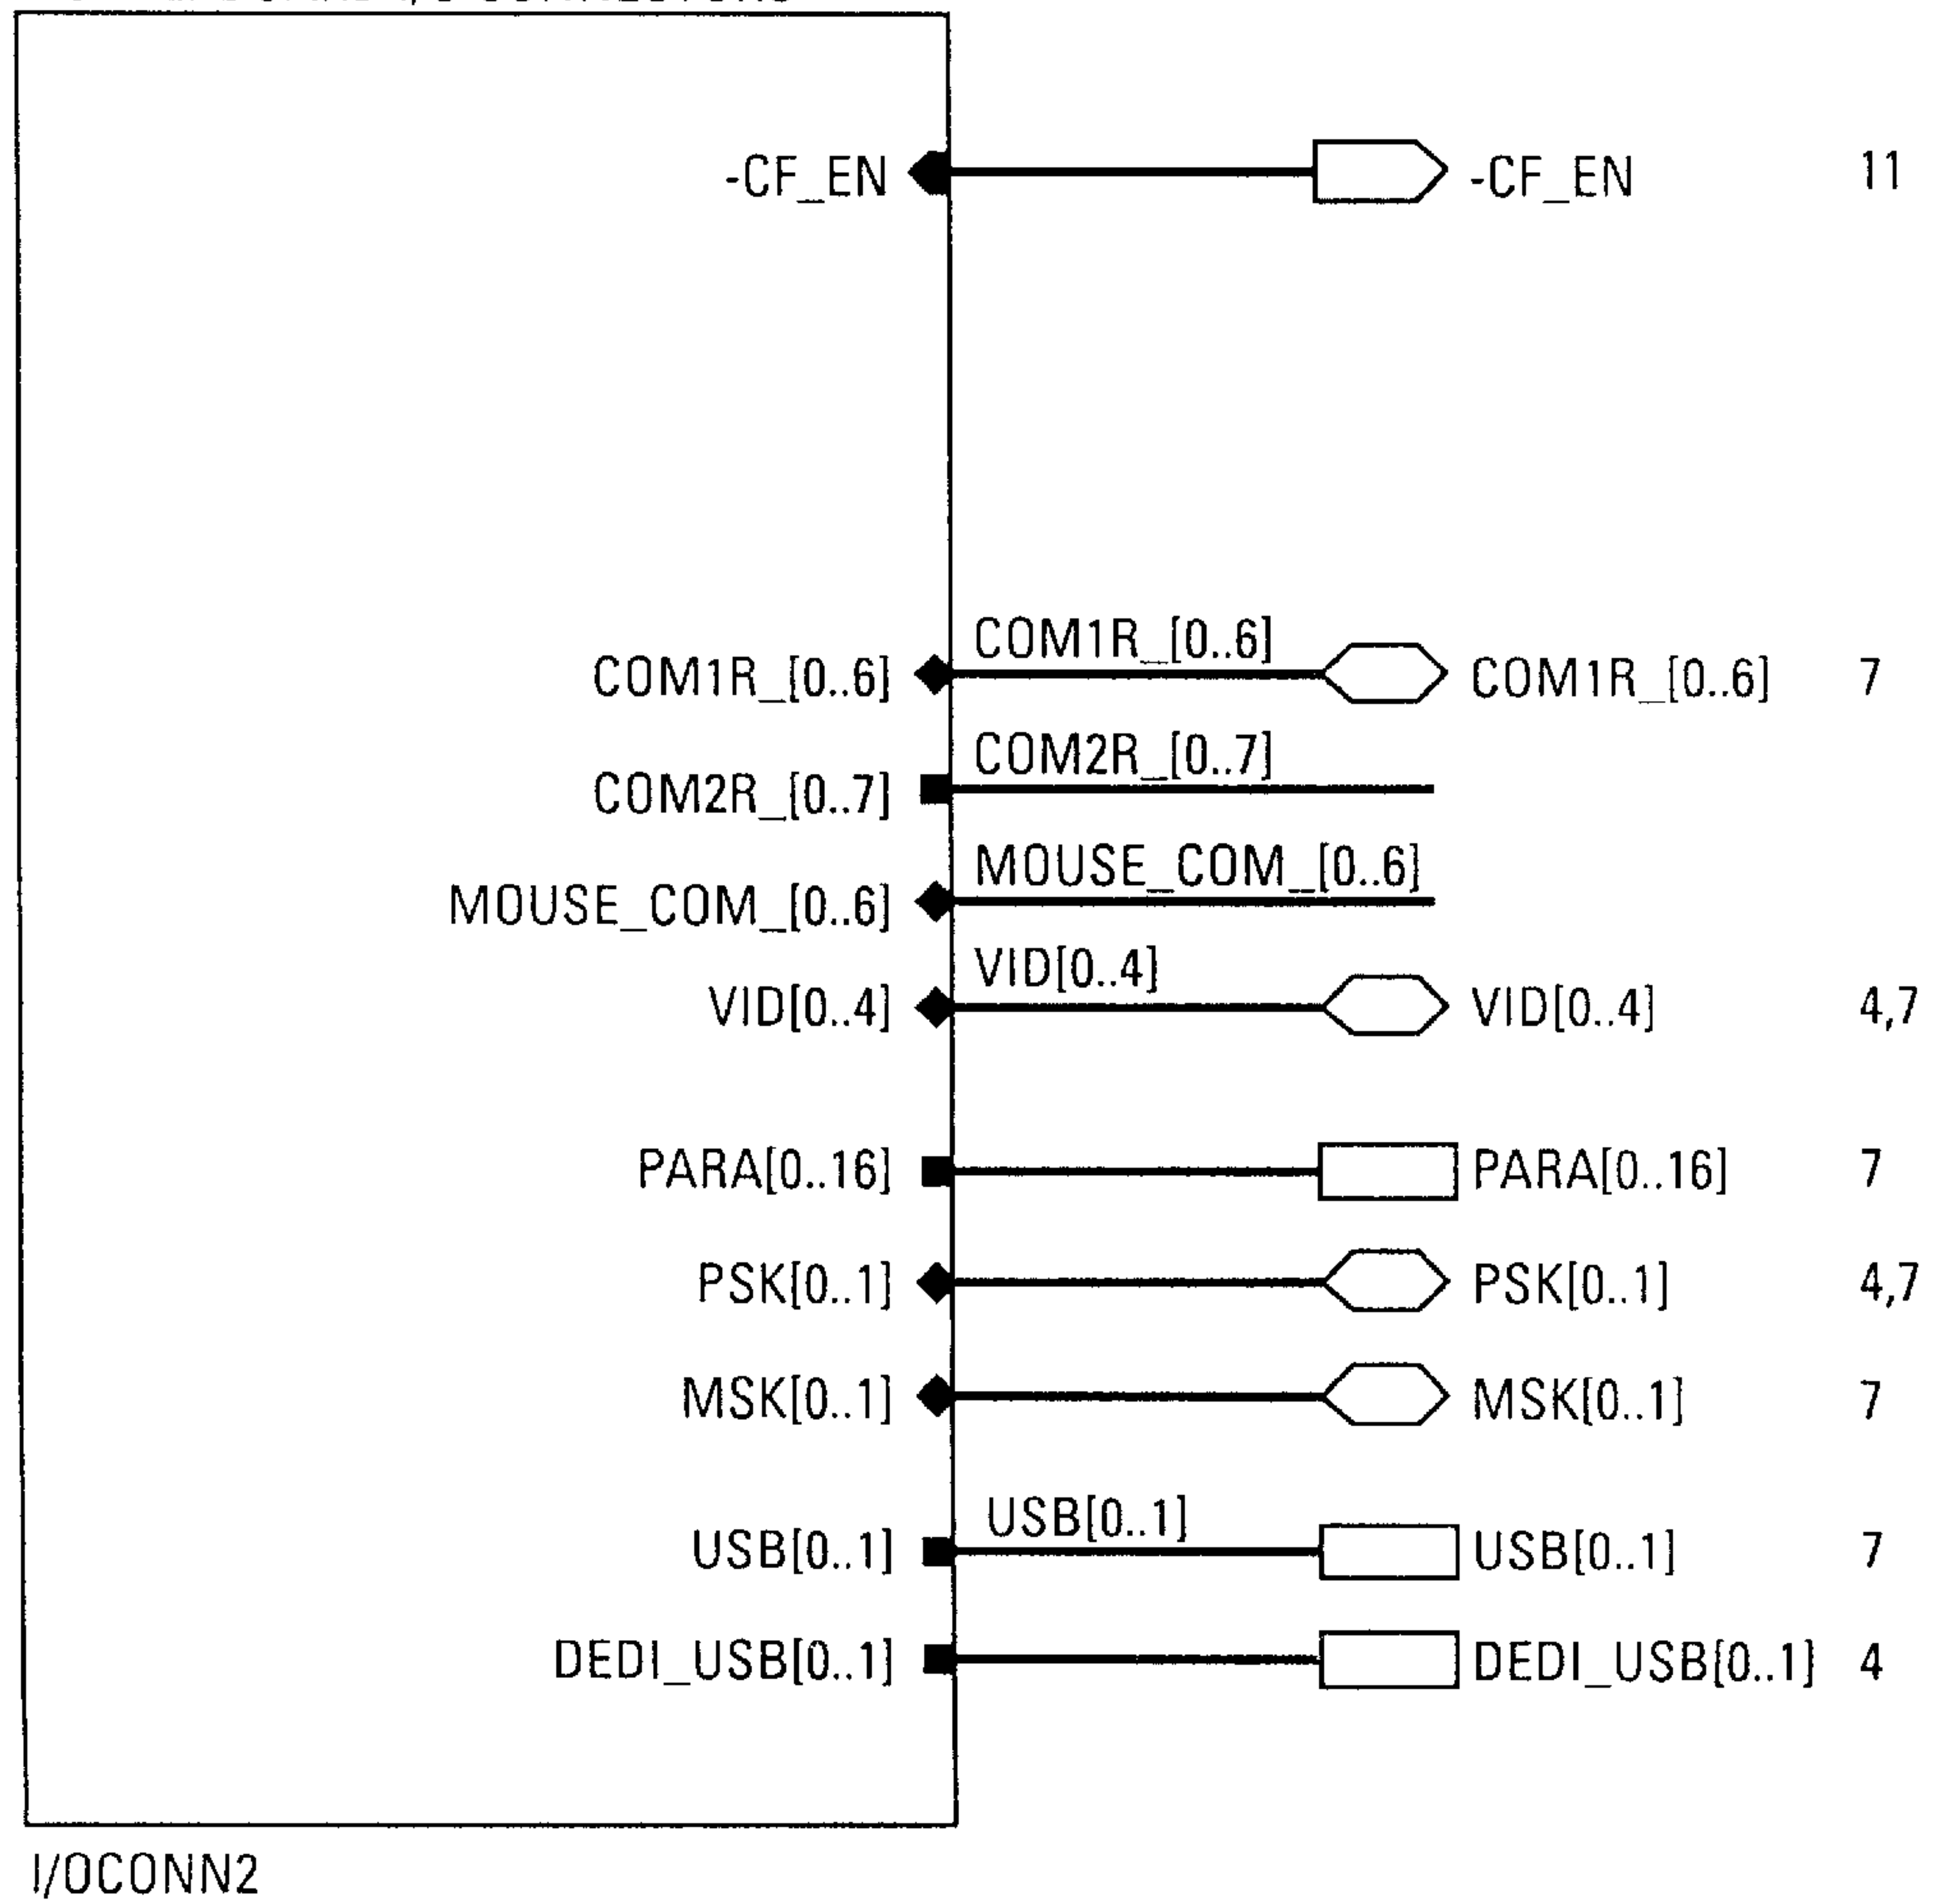 -CF_EN -CF_EN 11
COM1R_[0..6]
COM1R_[0..6] COM1R_[0..6] 7
COM2R_[0..7]
COM2R_[0..7]
MOUSE_COM_[0..6]
MOUSE_COM_[0..6]
VID[0..4]
VID[0..4] VID[0..4] 4,7
PARA[0..16] PARA[0..16] 7
PSK[0..1] PSK[0..1] 4,7
MSK[0..1] MSK[0..1] 7
USB[0..1]
USB[0..1] USB[0..1] 7
DEDI_USB[0..1] DEDI_USB[0..1] 4
I/OCONN2